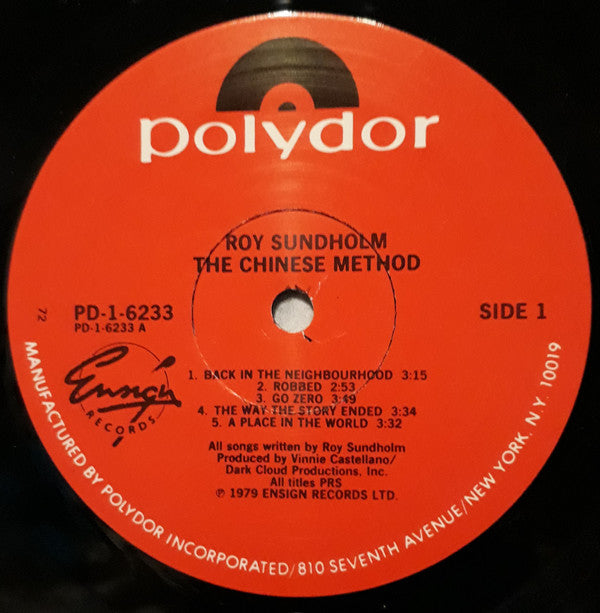 polydor
ROY SUNDHOLM
THE CHINESE METHOD
72
PD-1-6233
PD-1-6233 A
SIDE 1
Ensign
RECORDS
1. BACK IN THE NEIGHBOURHOOD 3:15
2. ROBBED 2:53
3. GO ZERO 3:49
4. THE WAY THE STORY ENDED 3:34
5. A PLACE IN THE WORLD 3:32
All songs written by Roy Sundholm
Produced by Vinnie Castellano/
Dark Cloud Productions, Inc.
All titles PRS
℗ 1979 ENSIGN RECORDS LTD.
MANUFACTURED BY POLYDOR INCORPORATED/810 SEVENTH AVENUE/NEW YORK. N.Y. 10019